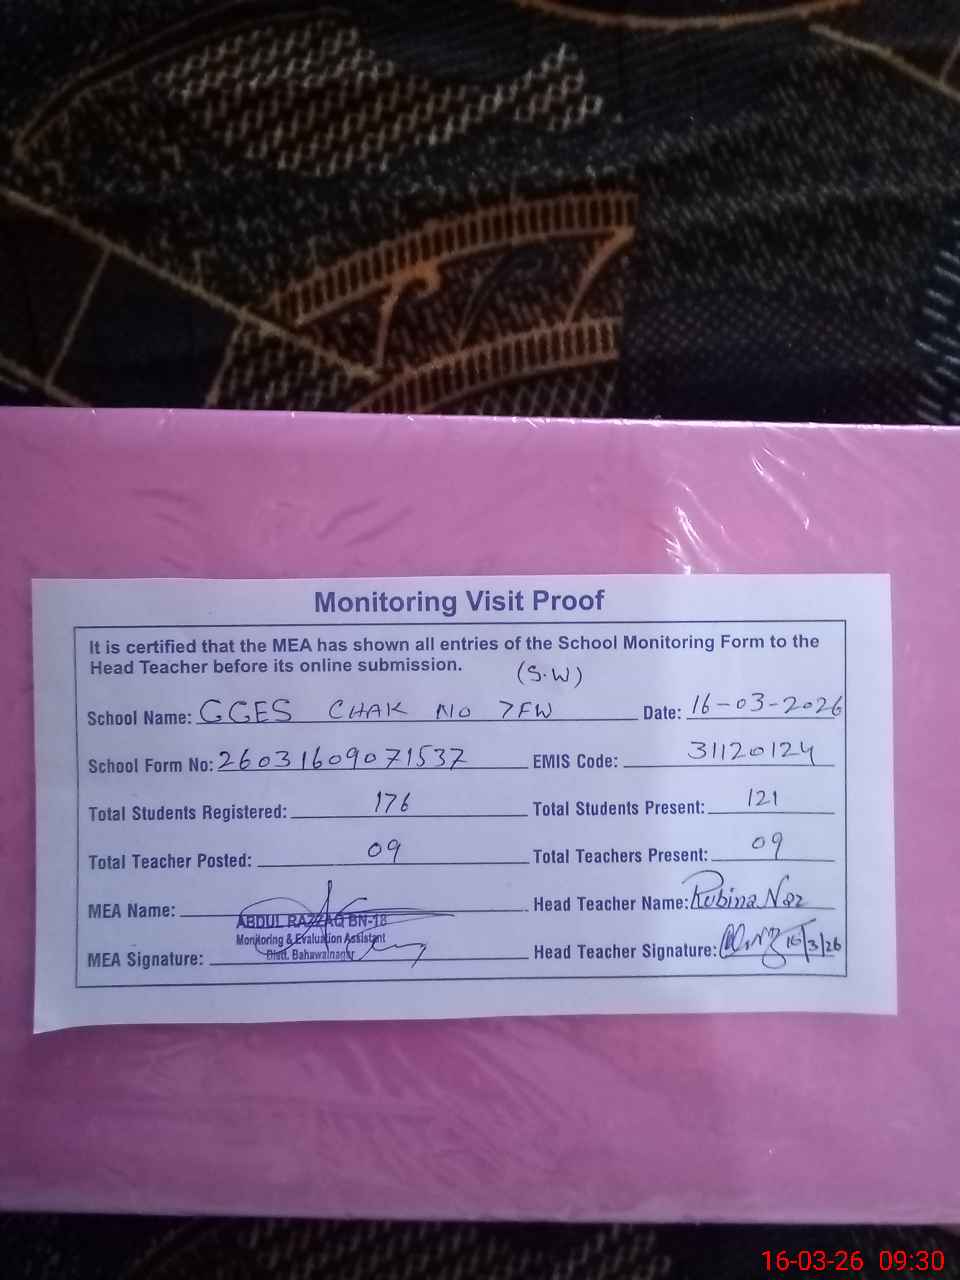 Monitoring Visit Proof
It is certified that the MEA has shown all entries of the School Monitoring Form to the
Head Teacher before its online submission.
(S.W)
School Name: GGES CHAK NO 7FW Date: 16-03-2026
School Form No: 26031609071537 EMIS Code: 31120124
Total Students Registered: 176 Total Students Present: 121
Total Teacher Posted: 09 Total Teachers Present: 09
MEA Name: Head Teacher Name: Rubina Naz
ABDUL RAZZAQ BN-18
Monitoring & Evaluation Assistant
Distt. Bahawalnagar
MEA Signature: Head Teacher Signature: 16/3/26
16-03-26 09:30